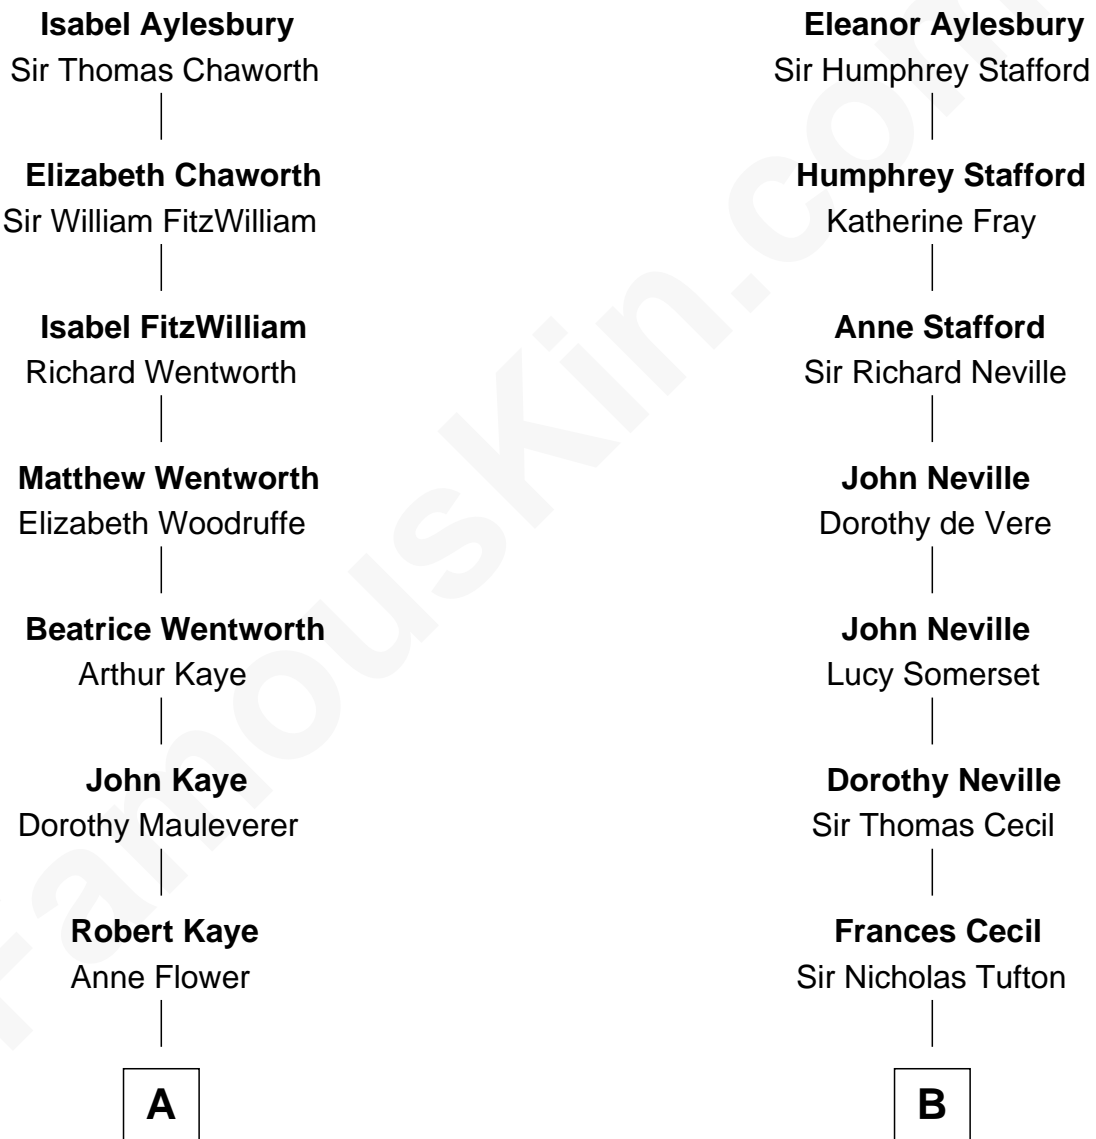 Isabel Aylesbury
Sir Thomas Chaworth
Elizabeth Chaworth
Sir William FitzWilliam
Isabel FitzWilliam
Richard Wentworth
Matthew Wentworth
Elizabeth Woodruffe
Beatrice Wentworth
Arthur Kaye
John Kaye
Dorothy Mauleverer
Robert Kaye
Anne Flower
A
Eleanor Aylesbury
Sir Humphrey Stafford
Humphrey Stafford
Katherine Fray
Anne Stafford
Sir Richard Neville
John Neville
Dorothy de Vere
John Neville
Lucy Somerset
Dorothy Neville
Sir Thomas Cecil
Frances Cecil
Sir Nicholas Tufton
B
FamousKin.com